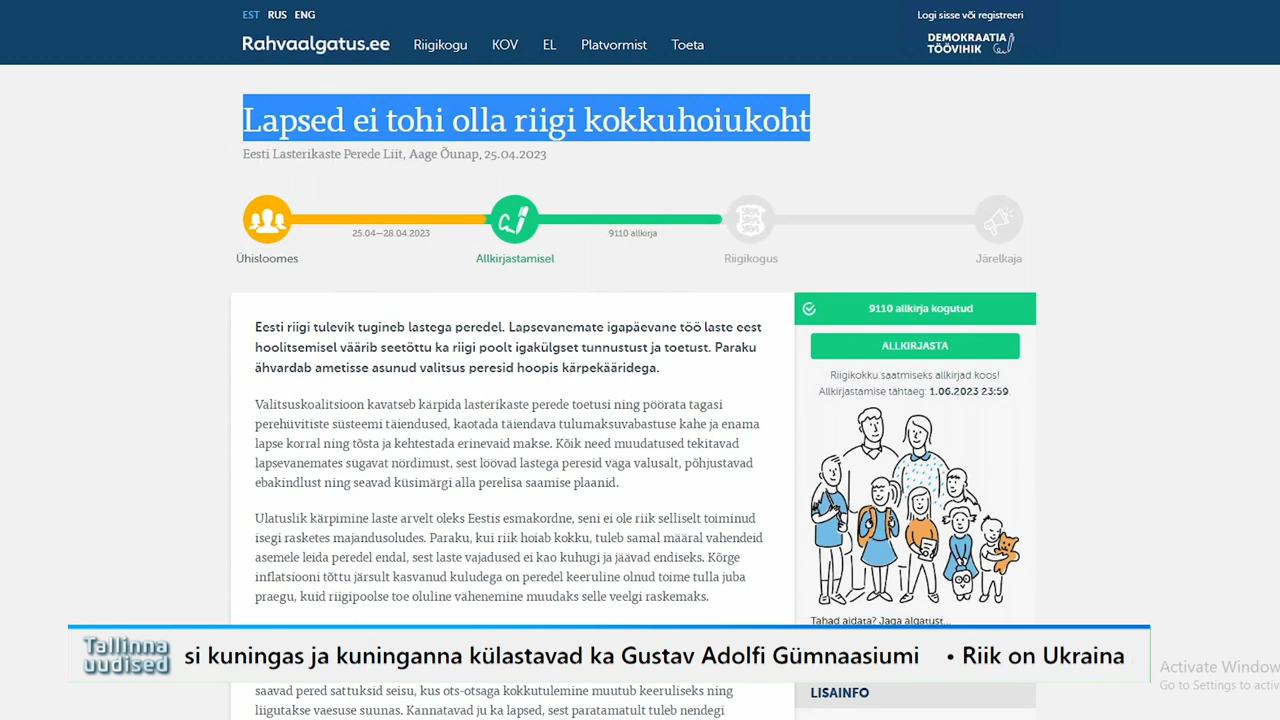 EST RUS ENG
Logi sisse või registreeri
Rahvaalgatus.ee Riigikogu KOV EL Platvormist Toeta
DEMOKRAATIA
TÖÖVIHIK
Lapsed ei tohi olla riigi kokkuhoiukoht
Eesti Lasterikaste Perede Liit, Aage Õunap, 25.04.2023
25.04—28.04.2023
9110 allkirja
Ühisloomes
Allkirjastamisel
Riigikogus
Järelkaja
Eesti riigi tulevik tugineb lastega peredel. Lapsevanemate igapäevane töö laste eest
hoolitsemisel väärib seetõttu ka riigi poolt igakülgset tunnustust ja toetust. Paraku
ähvardab ametisse asunud valitsus peresid hoopis kärpekääridega.
Valitsuskoalitsioon kavatseb kärpida lasterikaste perede toetusi ning pöörata tagasi
perehüvitiste süsteemi täiendused, kaotada täiendava tulumaksuvabastuse kahe ja enama
lapse korral ning tõsta ja kehtestada erinevaid makse. Kõik need muudatused tekitavad
lapsevanemates sügavat nördimust, sest löövad lastega peresid väga valusalt, põhjustavad
ebakindlust ning seavad küsimärgi alla perelisa saamise plaanid.
Ulatuslik kärpimine laste arvelt oleks Eestis esmakordne, seni ei ole riik selliselt toiminud
isegi rasketes majandusoludes. Paraku, kui riik hoiab kokku, tuleb samal määral vahendeid
asemele leida peredel endal, sest laste vajadused ei kao kuhugi ja jäävad endiseks. Kõrge
inflatsiooni tõttu järsult kasvanud kuludega on peredel keeruline olnud toime tulla juba
praegu, kuid riigipoolse toe oluline vähenemine muudaks selle veelgi raskemaks.
9110 allkirja kogutud
ALLKIRJASTA
Riigikokku saatmiseks allkirjad koos!
Allkirjastamise tähtaeg: 1.06.2023 23:59.
Tahad aidata? Jaga algatust...
Tallinna
uudised
si kuningas ja kuninganna külastavad ka Gustav Adolfi Gümnaasiumi • Riik on Ukraina
saavad pered sattuksid seisu, kus ots-otsaga kokkutulemine muutub keeruliseks ning
liigutakse vaesuse suunas. Kannatavad ju ka lapsed, sest paratamatult tuleb nendegi
LISAINFO
Activate Window
Go to Settings to activ